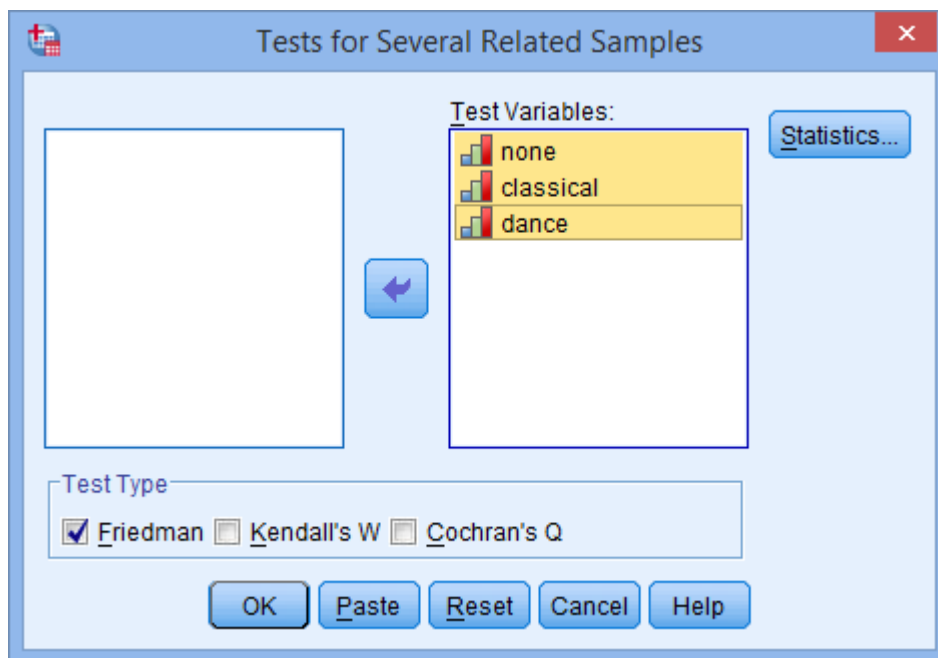 Tests for Several Related Samples
Test Variables:
none
classical
dance
Statistics...
Test Type
Friedman Kendall's W Cochran's Q
OK Paste Reset Cancel Help